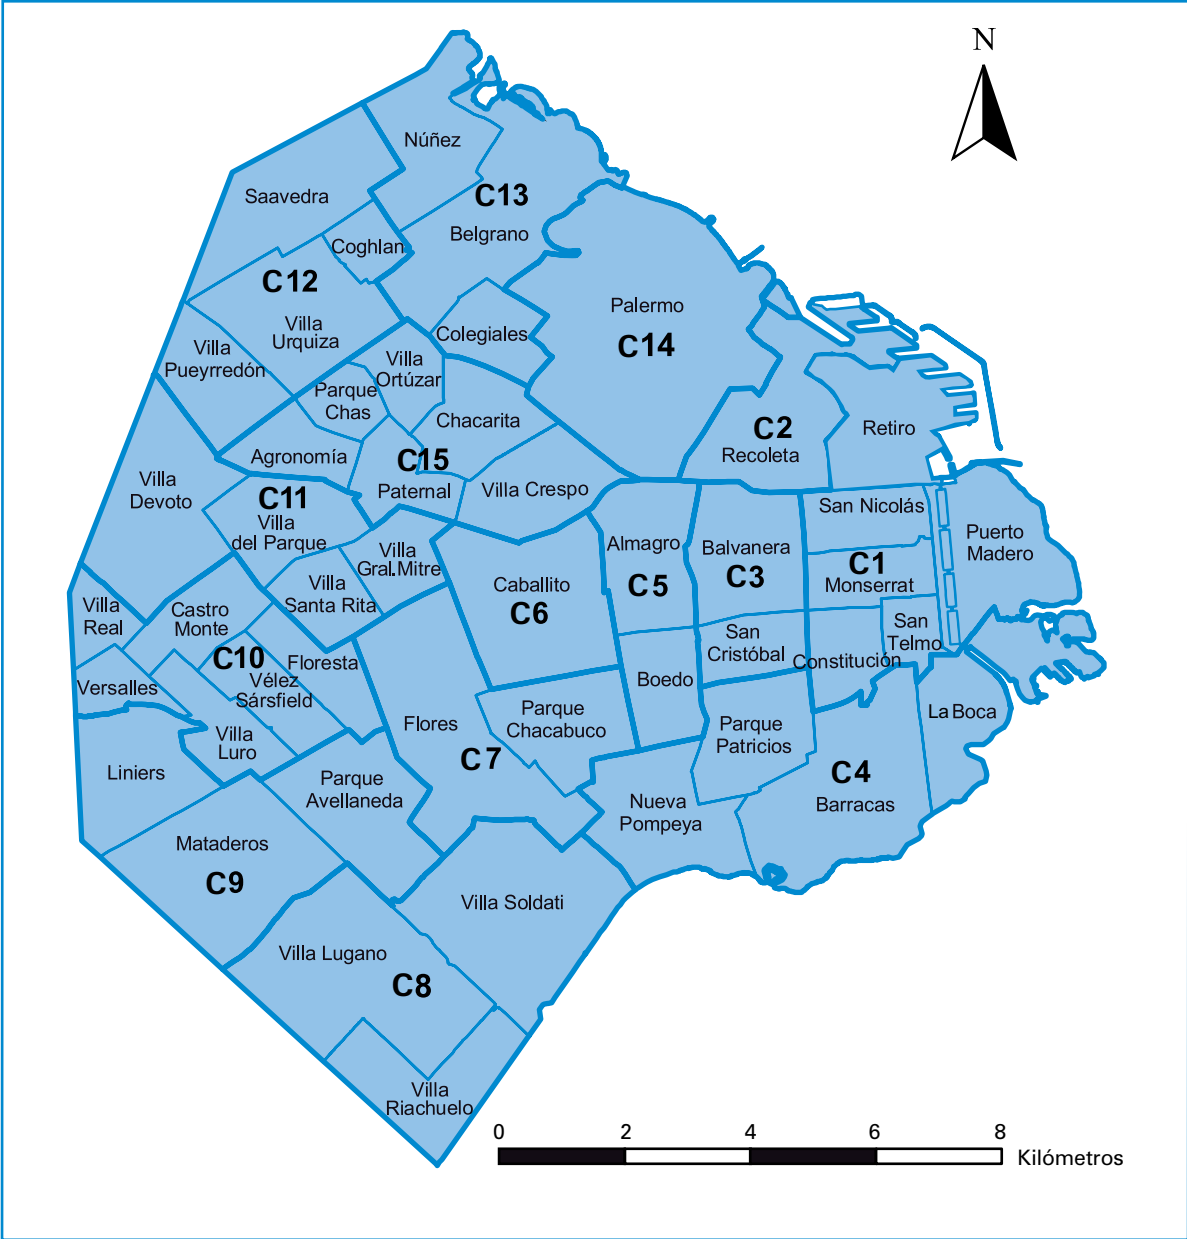 N
Núñez
Saavedra
C13
Belgrano
Coghlan
C12
Villa
Urquiza
Palermo
C14
Colegiales
Villa
Pueyrredón
Villa
Ortúzar
Parque
Chas
Chacarita
C2
Recoleta
Retiro
Agronomía
C15
Paternal
Villa Crespo
Villa
Devoto
C11
Villa
del Parque
San Nicolás
Puerto
Madero
Almagro
C5
Balvanera
C3
C1
Monserrat
Villa
Gral.Mitre
Villa
Santa Rita
Caballito
C6
Villa
Real
Castro
Monte
San
Telmo
San
Cristóbal
Constitución
C10
Floresta
Vélez
Sársfield
Versalles
Boedo
La Boca
Villa
Luro
Flores
Parque
Chacabuco
Parque
Patricios
C7
Liniers
Parque
Avellaneda
C4
Barracas
Nueva
Pompeya
Mataderos
C9
Villa Soldati
Villa Lugano
C8
Villa
Riachuelo
0 2 4 6 8
Kilómetros